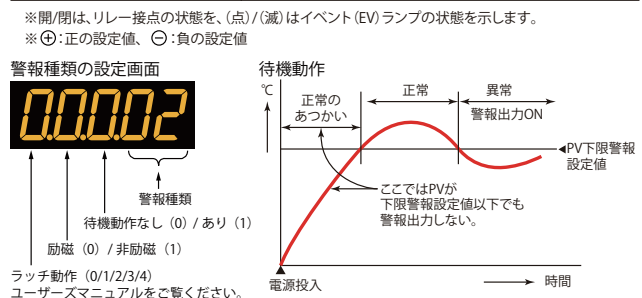 ※開/閉は、リレー接点の状態を、(点)/(滅)はイベント(EV)ランプの状態を示します。
※⊕:正の設定値、⊖:負の設定値
警報種類の設定画面
0.0.0.02
警報種類
待機動作なし(0)/あり(1)
励磁(0)/非励磁(1)
ラッチ動作(0/1/2/3/4)
ユーザーズマニュアルをご覧ください。
待機動作
℃
正常の
あつかい
正常
異常
警報出力ON
◀PV下限警報
設定値
ここではPVが
下限警報設定値以下でも
警報出力しない。
電源投入
時間